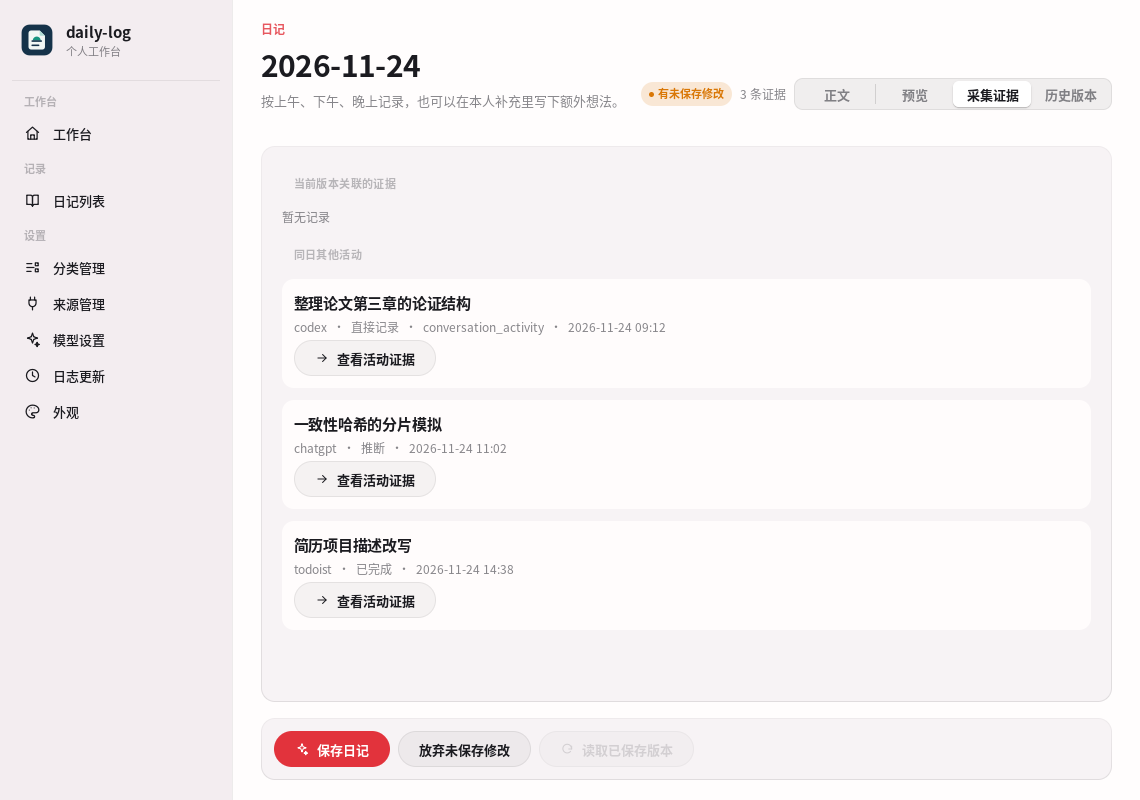 daily-log
个人工作台
工作台
工作台
记录
日记列表
设置
分类管理
来源管理
模型设置
日志更新
外观
日记
2026-11-24
按上午、下午、晚上记录，也可以在本人补充里写下额外想法。
有未保存修改
3 条证据
正文
预览
采集证据
历史版本
当前版本关联的证据
暂无记录
同日其他活动
整理论文第三章的论证结构
codex · 直接记录 · conversation_activity · 2026-11-24 09:12
查看活动证据
一致性哈希的分片模拟
chatgpt · 推断 · 2026-11-24 11:02
查看活动证据
简历项目描述改写
todoist · 已完成 · 2026-11-24 14:38
查看活动证据
保存日记
放弃未保存修改
读取已保存版本